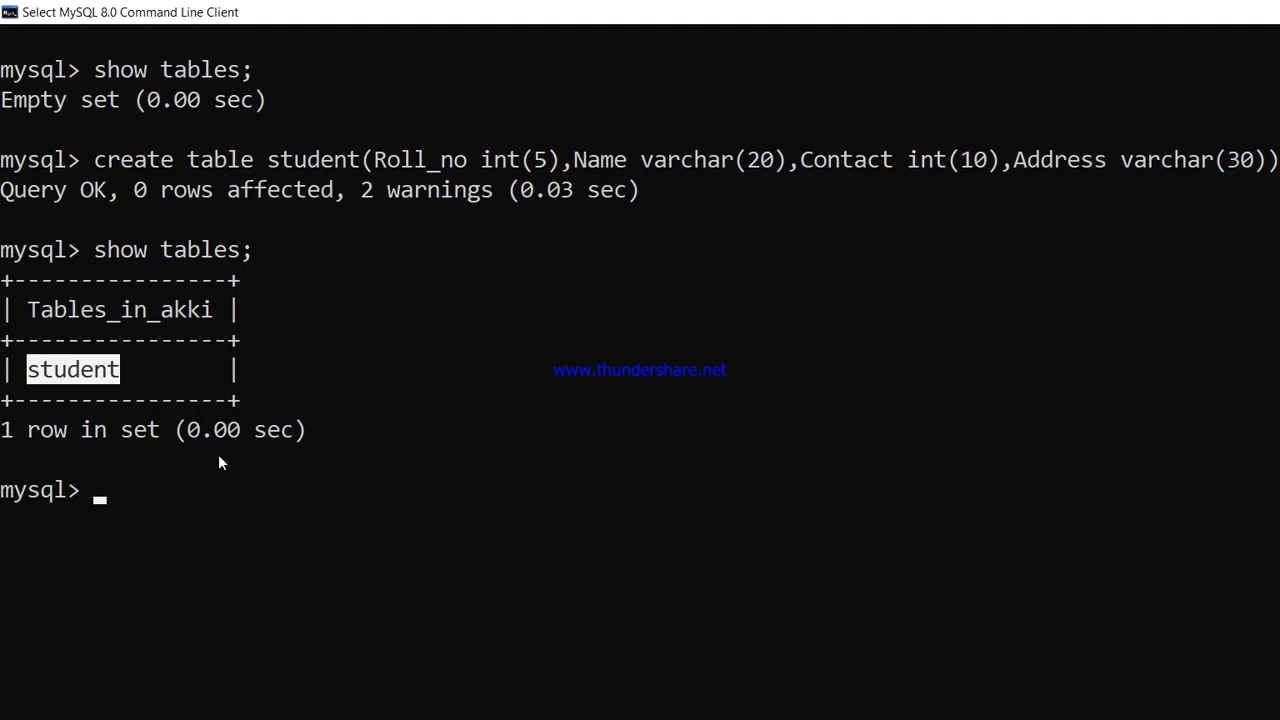 Select MySQL 8.0 Command Line Client
mysql> show tables;
Empty set (0.00 sec)
mysql> create table student(Roll_no int(5),Name varchar(20),Contact int(10),Address varchar(30))
Query OK, 0 rows affected, 2 warnings (0.03 sec)
mysql> show tables;
+----------------+
| Tables_in_akki |
+----------------+
| student        |
www.thundershare.net
+----------------+
1 row in set (0.00 sec)
mysql>